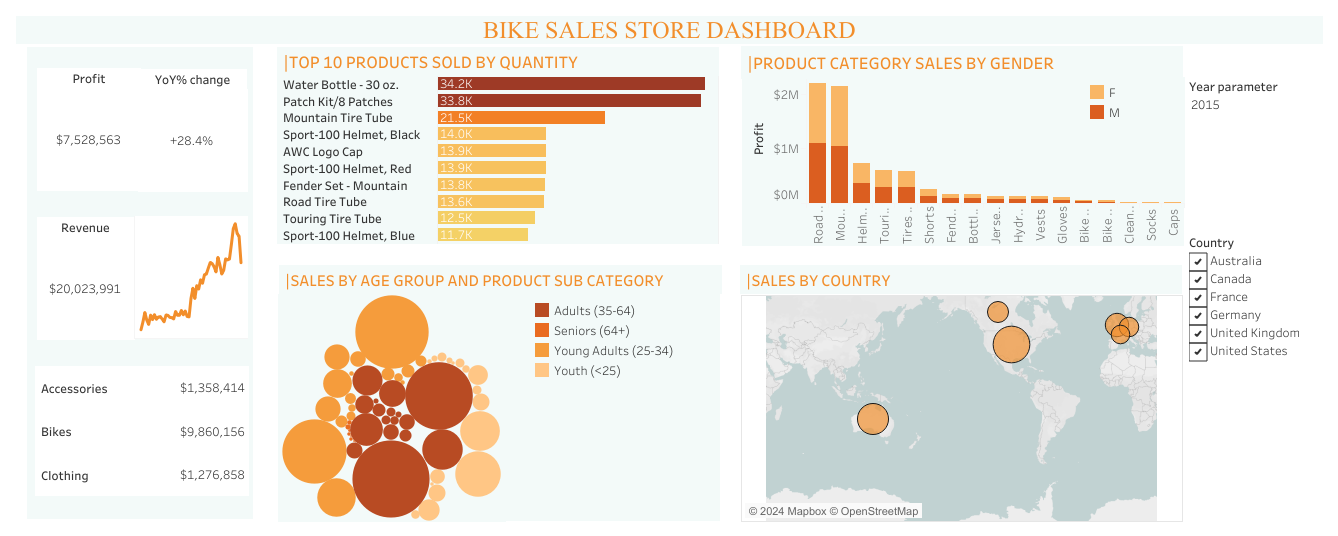 BIKE SALES STORE DASHBOARD
Profit
YoY% change
$7,528,563
+28.4%
Revenue
$20,023,991
Accessories $1,358,414
Bikes $9,860,156
Clothing $1,276,858
|TOP 10 PRODUCTS SOLD BY QUANTITY
Water Bottle - 30 oz. 34.2K
Patch Kit/8 Patches 33.8K
Mountain Tire Tube 21.5K
Sport-100 Helmet, Black 14.0K
AWC Logo Cap 13.9K
Sport-100 Helmet, Red 13.9K
Fender Set - Mountain 13.8K
Road Tire Tube 13.6K
Touring Tire Tube 12.5K
Sport-100 Helmet, Blue 11.7K
|PRODUCT CATEGORY SALES BY GENDER
F
M
Profit
$2M
$1M
$0M
Road ..
Mou..
Helm..
Touri..
Tires ..
Shorts
Fend..
Bottl..
Jerse..
Hydr..
Vests
Gloves
Bike ..
Bike ..
Clean..
Socks
Caps
Year parameter
2015
|SALES BY AGE GROUP AND PRODUCT SUB CATEGORY
Adults (35-64)
Seniors (64+)
Young Adults (25-34)
Youth (<25)
|SALES BY COUNTRY
© 2024 Mapbox © OpenStreetMap
Country
Australia
Canada
France
Germany
United Kingdom
United States